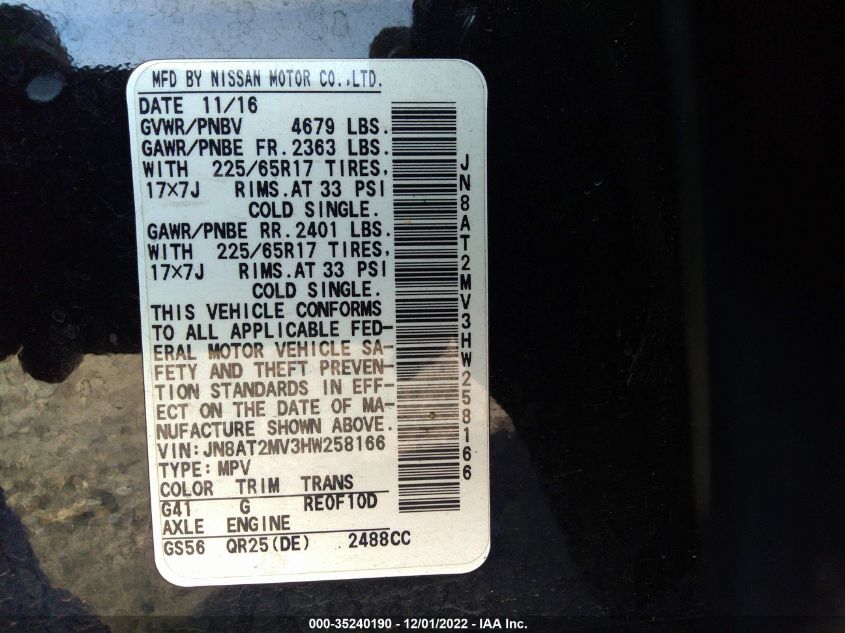 MFD BY NISSAN MOTOR CO.,LTD.
DATE 11/16
GVWR/PNBV 4679 LBS.
GAWR/PNBE FR.2363 LBS.
WITH 225/65R17 TIRES,
17×7J RIMS.AT 33 PSI
COLD SINGLE.
GAWR/PNBE RR.2401 LBS.
WITH 225/65R17 TIRES,
17×7J RIMS.AT 33 PSI
COLD SINGLE.
THIS VEHICLE CONFORMS
TO ALL APPLICABLE FED-
ERAL MOTOR VEHICLE SA-
FETY AND THEFT PREVEN-
TION STANDARDS IN EFF-
ECT ON THE DATE OF MA-
NUFACTURE SHOWN ABOVE.
VIN:JN8AT2MV3HW258166
TYPE:MPV
COLOR TRIM TRANS
G41 G RE0F10D
AXLE ENGINE
GS56 QR25(DE) 2488CC
JN8AT2MV3HW258166
000-35240190 - 12/01/2022 - IAA Inc.